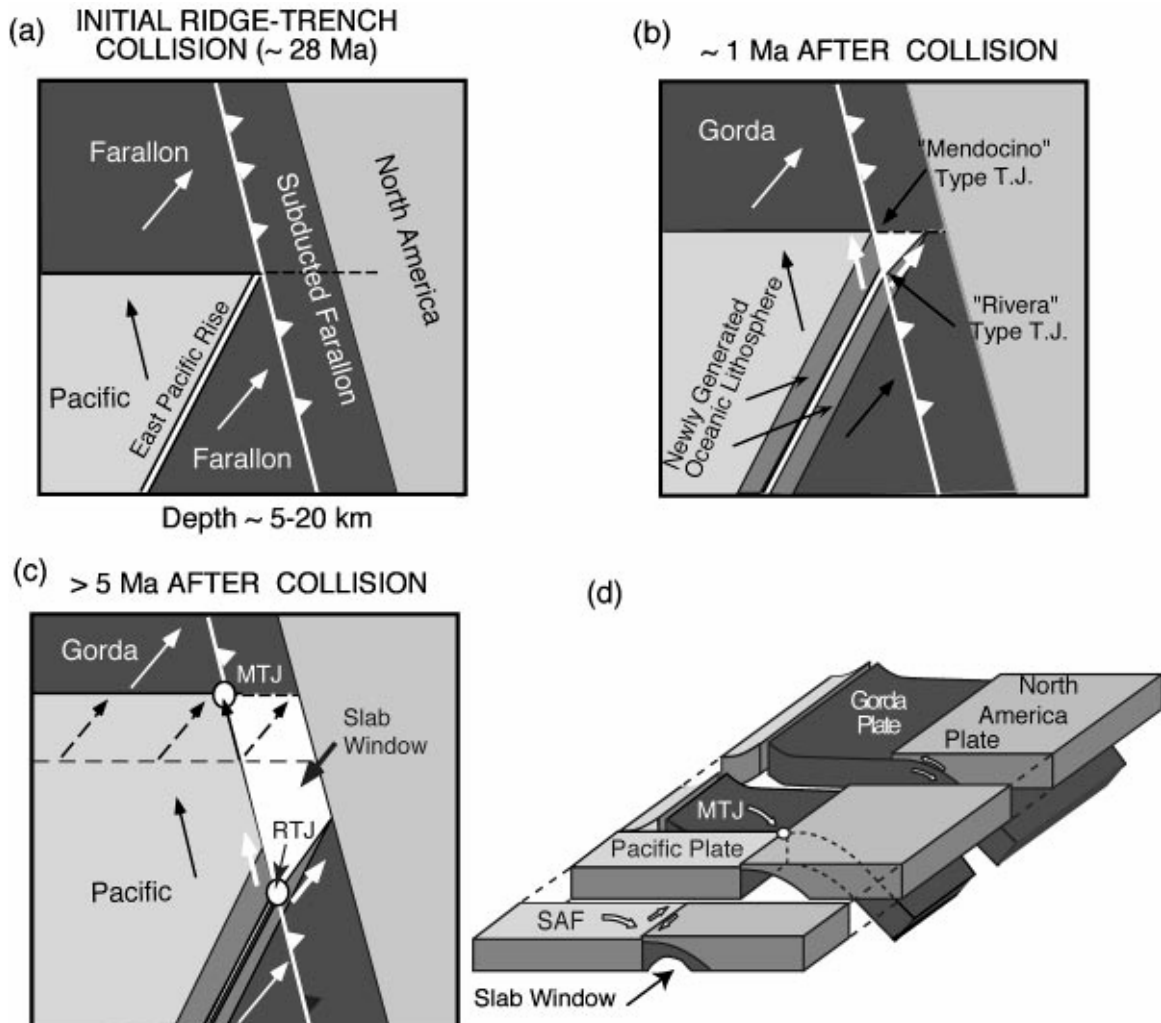 (a)
INITIAL RIDGE-TRENCH
COLLISION (~ 28 Ma)
Farallon
Subducted Farallon
North America
East Pacific Rise
Pacific
Farallon
Depth ~ 5-20 km
(b)
~ 1 Ma AFTER COLLISION
Gorda
"Mendocino"
Type T.J.
"Rivera"
Type T.J.
Newly Generated
Oceanic Lithosphere
(c)
> 5 Ma AFTER COLLISION
Gorda
MTJ
Slab
Window
RTJ
Pacific
(d)
Gorda
Plate
North
America
Plate
MTJ
Pacific Plate
SAF
Slab Window